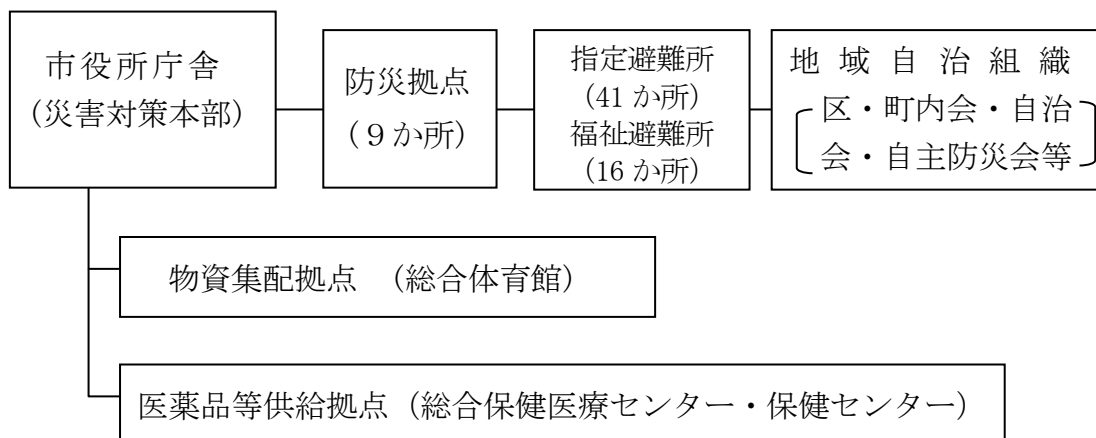 市役所庁舎
(災害対策本部)
防災拠点
(９か所)
指定避難所
(41 か所)
福祉避難所
(16 か所)
地域自治組織
区・町内会・自治
会・自主防災会等
物資集配拠点 (総合体育館)
医薬品等供給拠点(総合保健医療センター・保健センター)